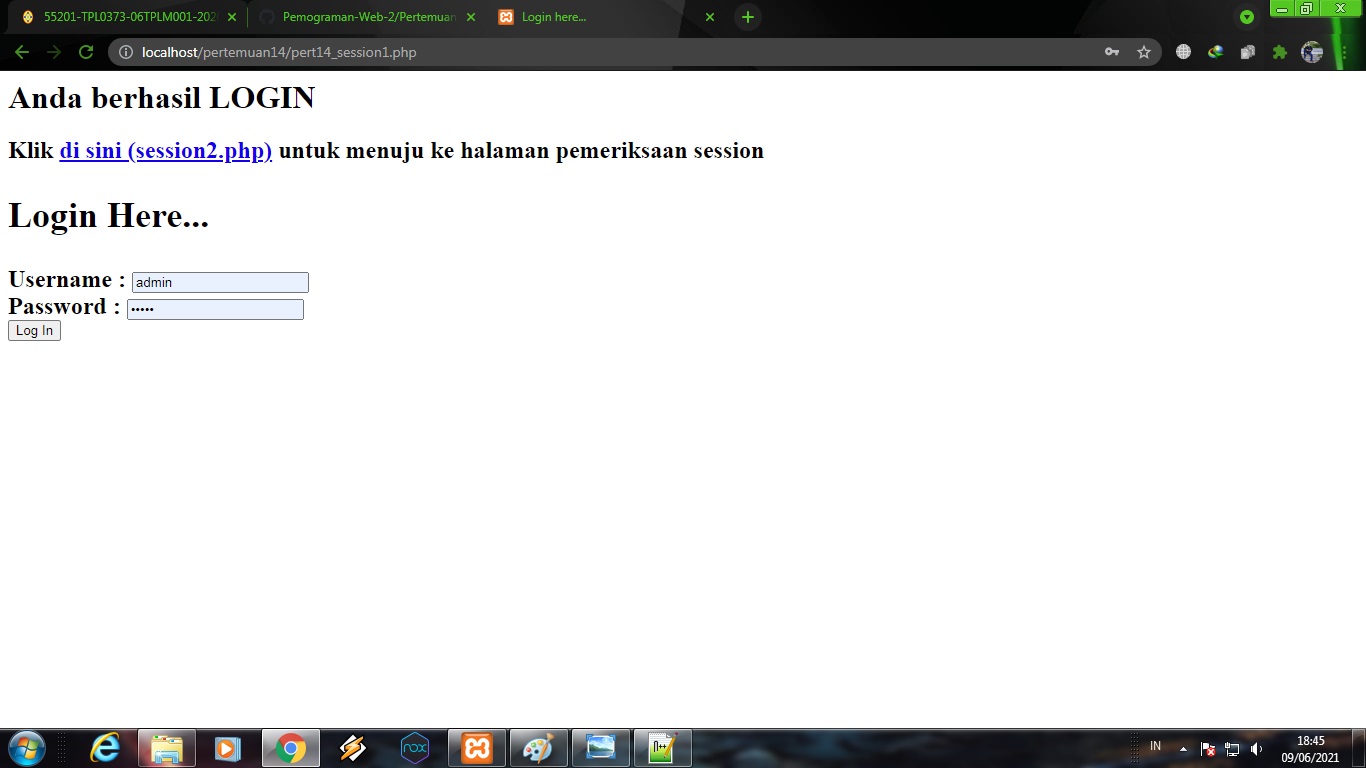 55201-TPL0373-06TPLM001-202
Pemograman-Web-2/Pertemuan
Login here...
localhost/pertemuan14/pert14_session1.php
Anda berhasil LOGIN
Klik di sini (session2.php) untuk menuju ke halaman pemeriksaan session
Login Here...
Username : admin
Password : •••••
Log In
nox
N++
IN
18:45
09/06/2021